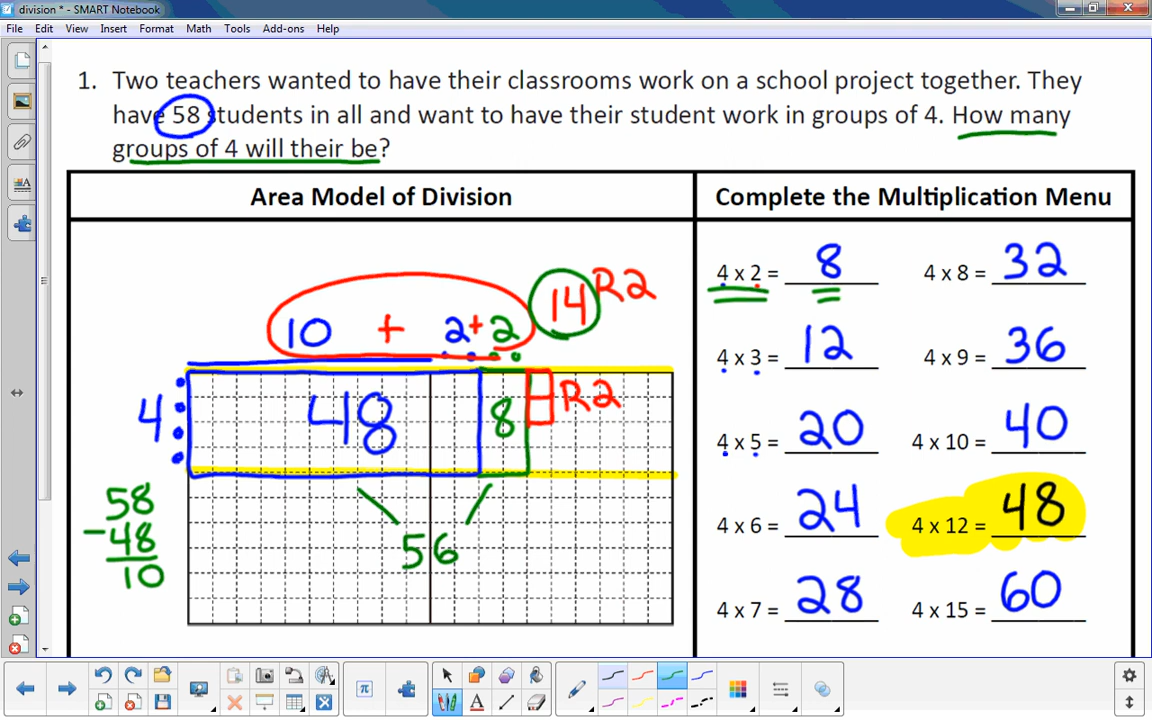 division * - SMART Notebook
File Edit View Insert Format Math Tools Add-ons Help
1. Two teachers wanted to have their classrooms work on a school project together. They
have 58 students in all and want to have their student work in groups of 4. How many
groups of 4 will their be?
Area Model of Division
10 + 2 + 2 14 R2
4 48 8 R2
58
- 48
10
56
Complete the Multiplication Menu
4 x 2 = 8 4 x 8 = 32
4 x 3 = 12 4 x 9 = 36
4 x 5 = 20 4 x 10 = 40
4 x 6 = 24 4 x 12 = 48
4 x 7 = 28 4 x 15 = 60